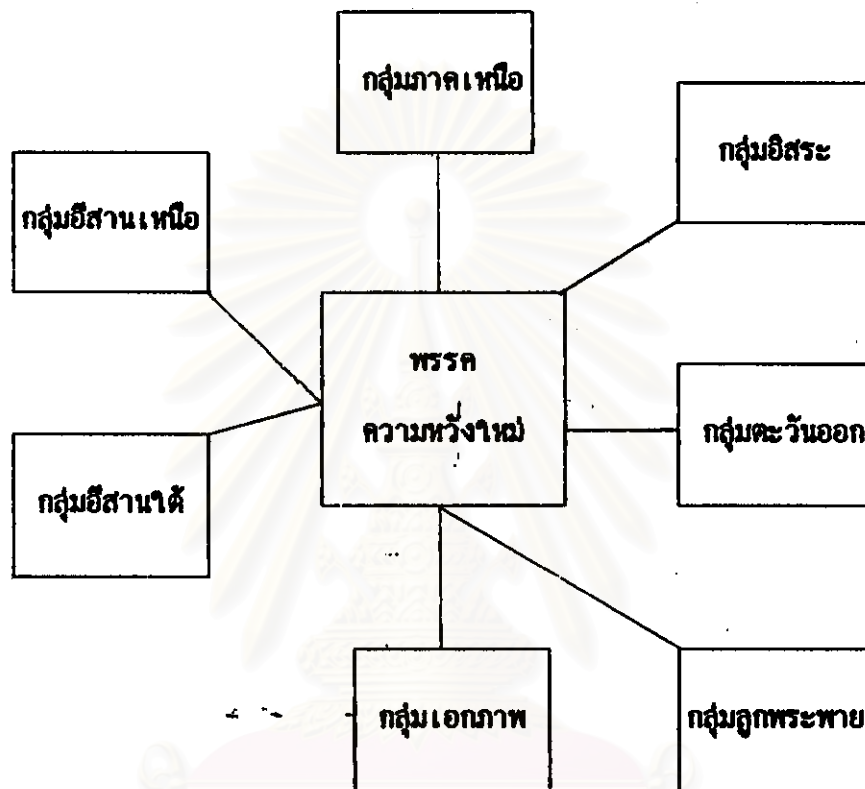 กลุ่มภาคเหนือ
กลุ่มอิสระ
กลุ่มอีสานเหนือ
พรรค
ความหวังใหม่
กลุ่มตะวันออก
กลุ่มอีสานใต้
กลุ่มเอกภาพ
กลุ่มลูกพระพาย